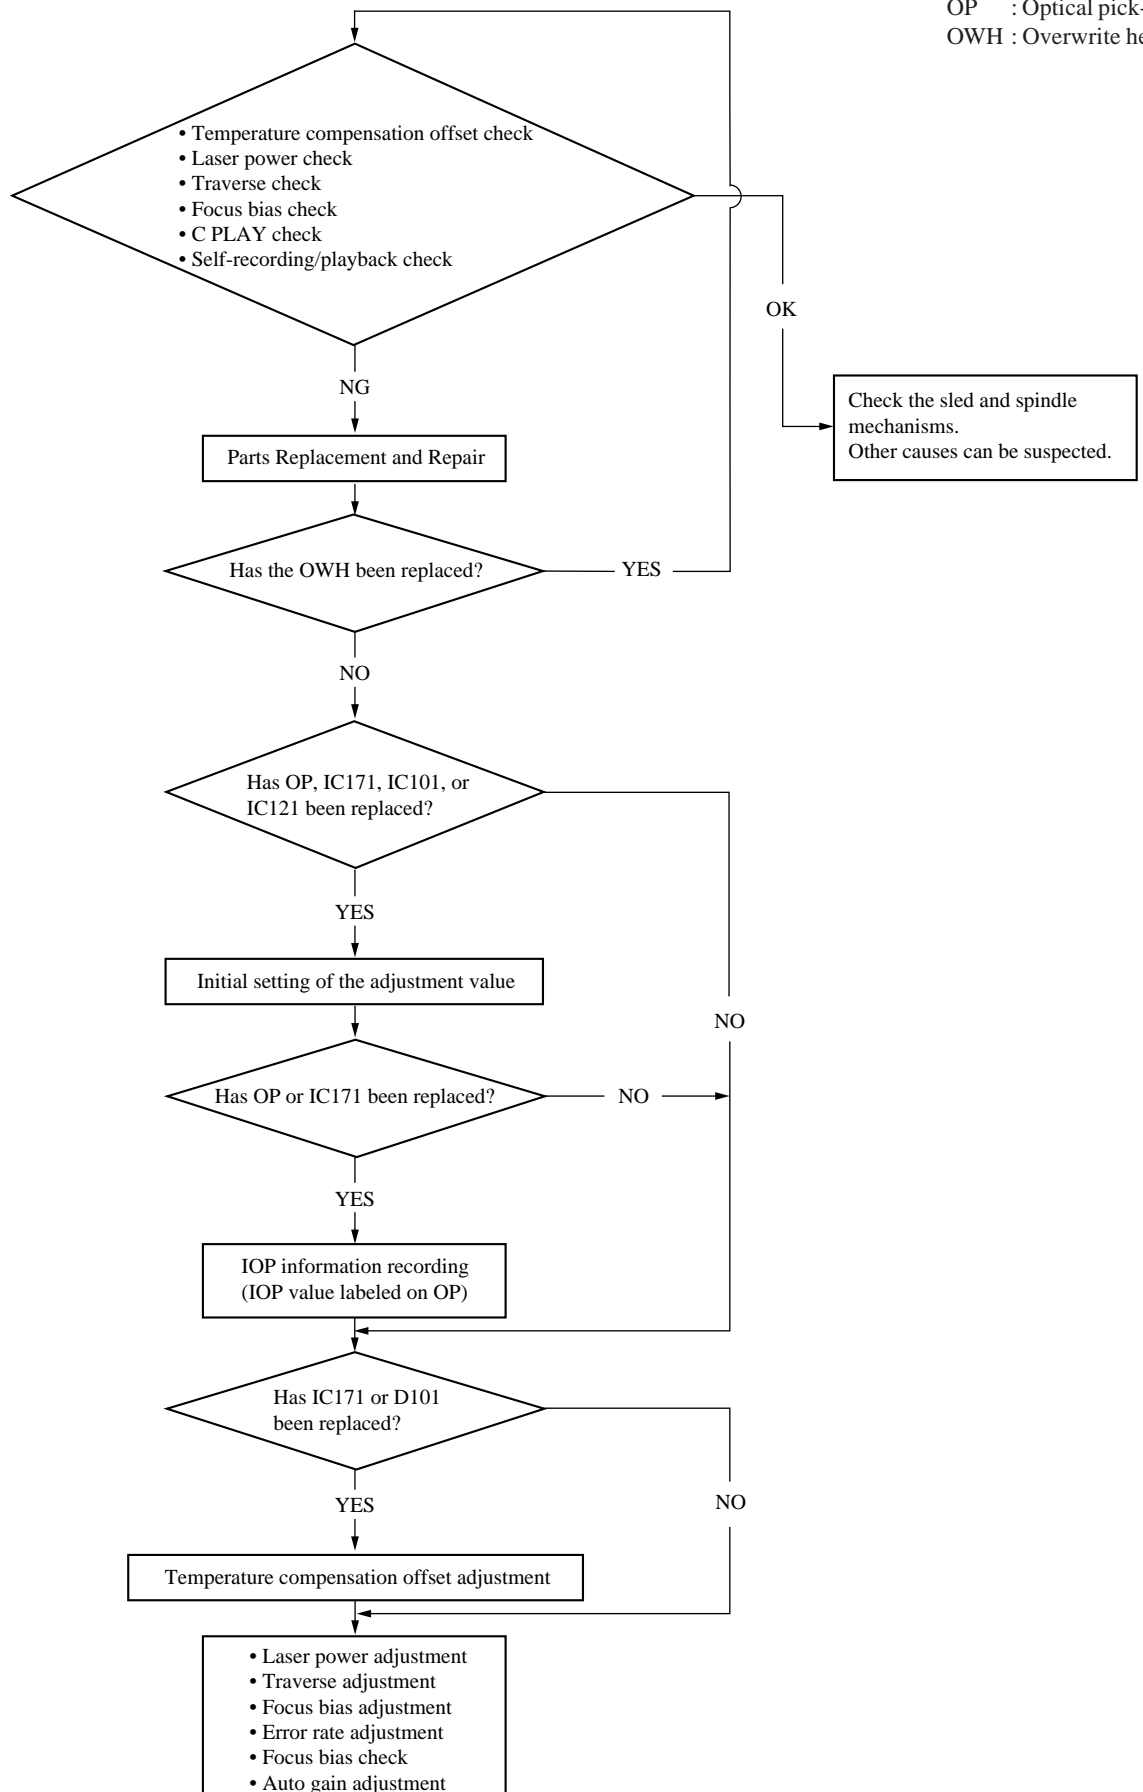 OP : Optical pick-
OWH : Overwrite he
• Temperature compensation offset check
• Laser power check
• Traverse check
• Focus bias check
• C PLAY check
• Self-recording/playback check
OK
NG
Check the sled and spindle
mechanisms.
Other causes can be suspected.
Parts Replacement and Repair
Has the OWH been replaced?
YES
NO
Has OP, IC171, IC101, or
IC121 been replaced?
YES
Initial setting of the adjustment value
NO
Has OP or IC171 been replaced?
NO
YES
IOP information recording
(IOP value labeled on OP)
Has IC171 or D101
been replaced?
YES
NO
Temperature compensation offset adjustment
• Laser power adjustment
• Traverse adjustment
• Focus bias adjustment
• Error rate adjustment
• Focus bias check
• Auto gain adjustment